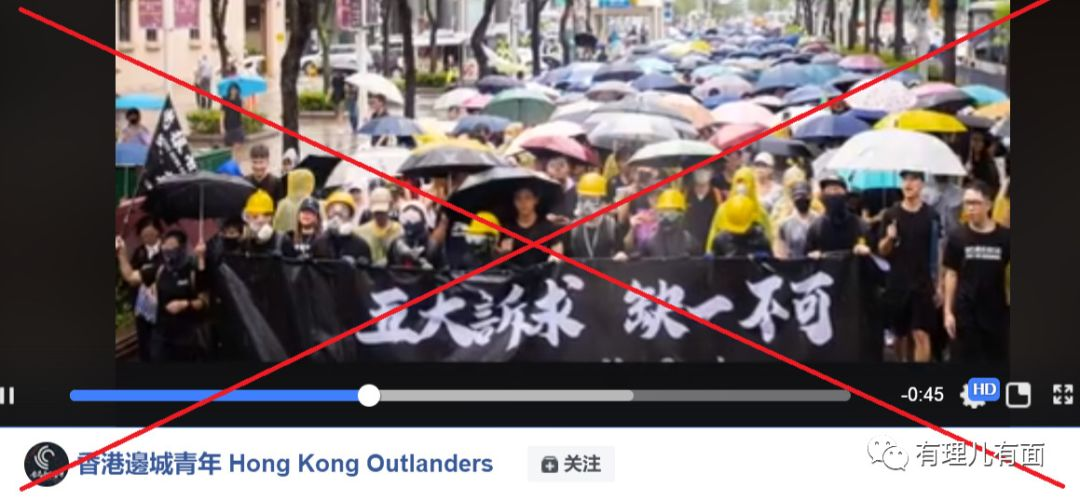 五大訴求 缺一不可
-0:45
HD
香港邊城青年 Hong Kong Outlanders
关注
有理儿有面